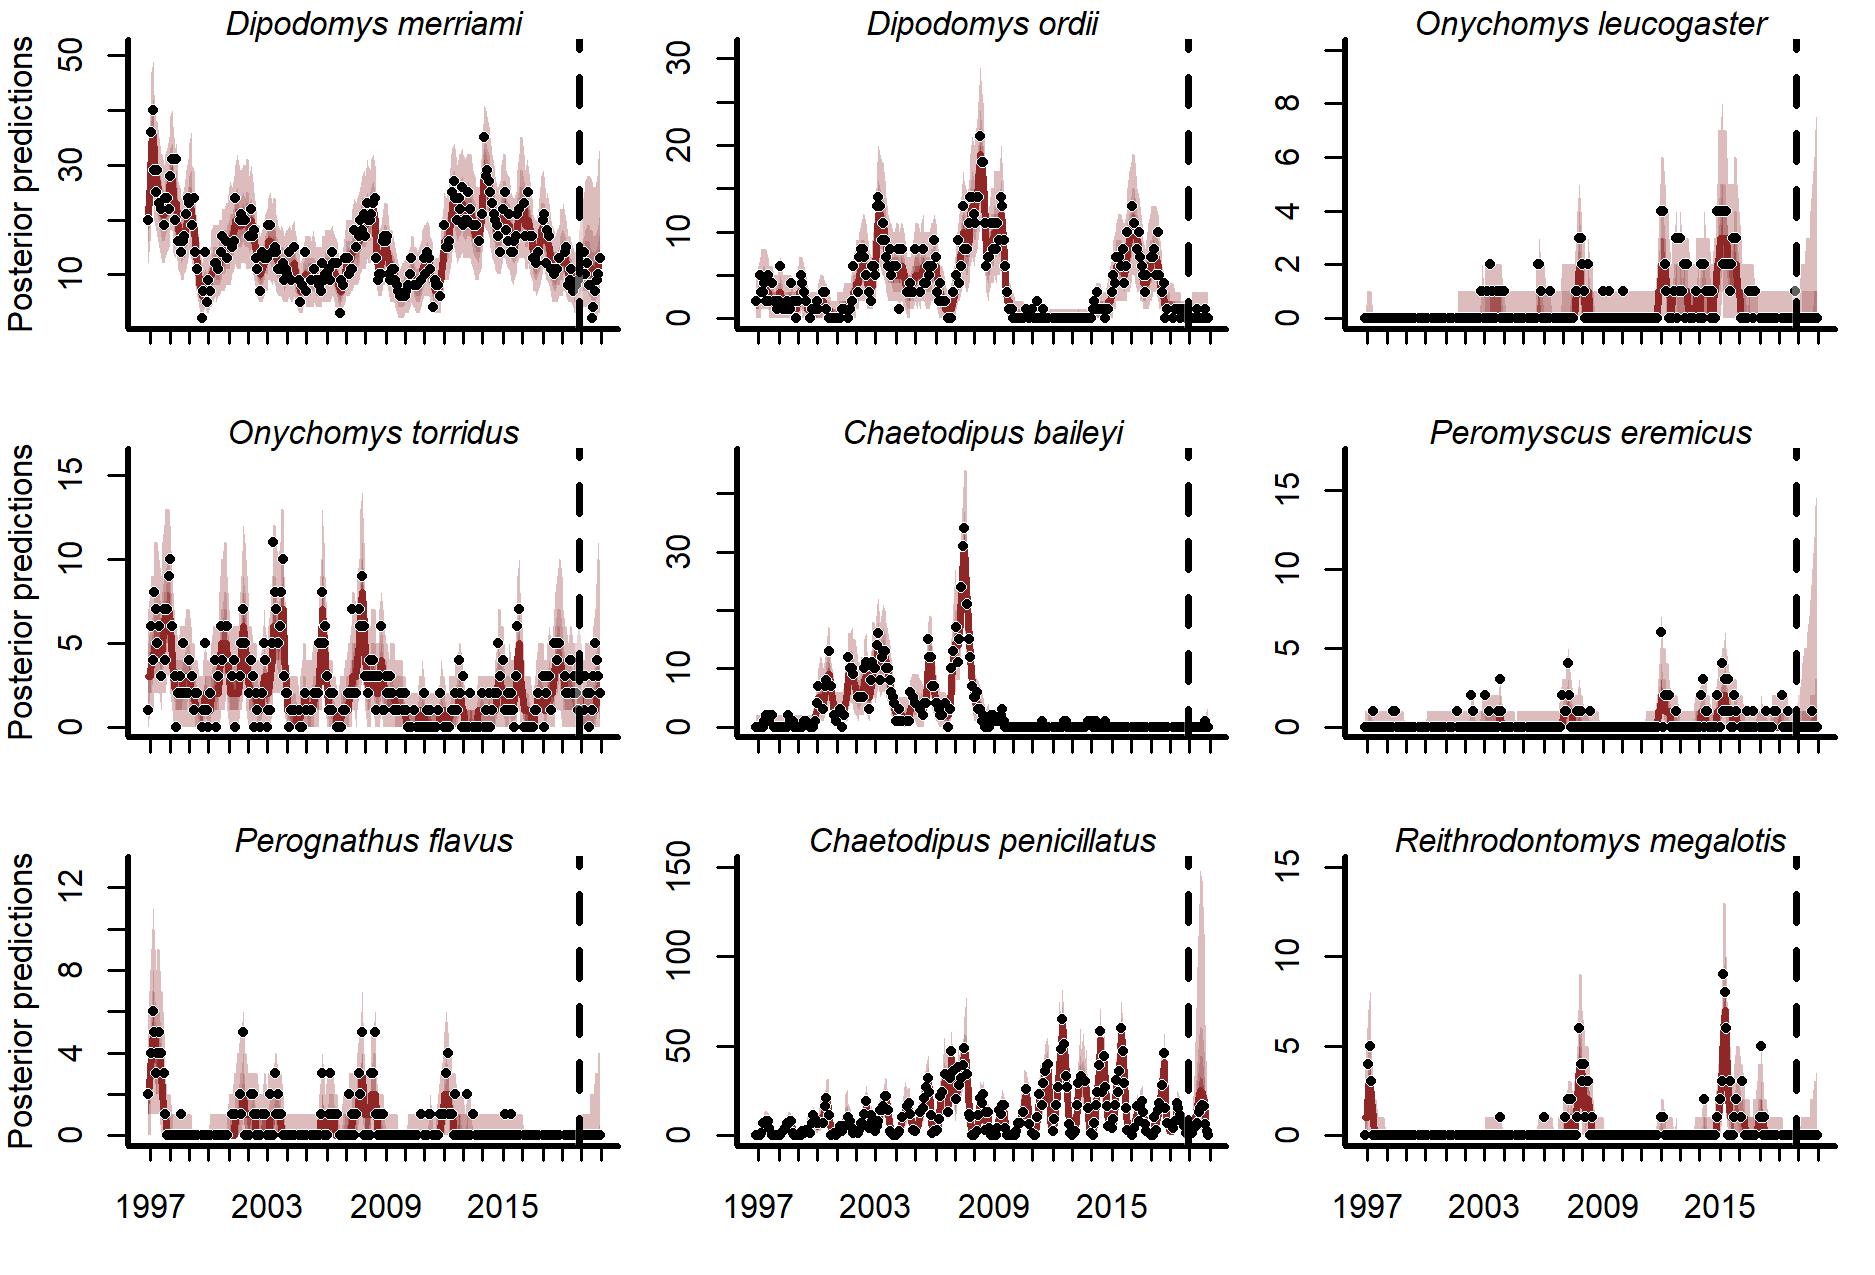 Dipodomys merriami
Dipodomys ordii
Onychomys leucogaster
Posterior predictions
10 30 50
0 10 20 30
0 2 4 6 8
Onychomys torridus
Chaetodipus baileyi
Peromyscus eremicus
Posterior predictions
0 5 10 15
0 10 30
0 5 10 15
Perognathus flavus
Chaetodipus penicillatus
Reithrodontomys megalotis
Posterior predictions
0 4 8 12
0 50 100 150
0 5 10 15
1997 2003 2009 2015
1997 2003 2009 2015
1997 2003 2009 2015